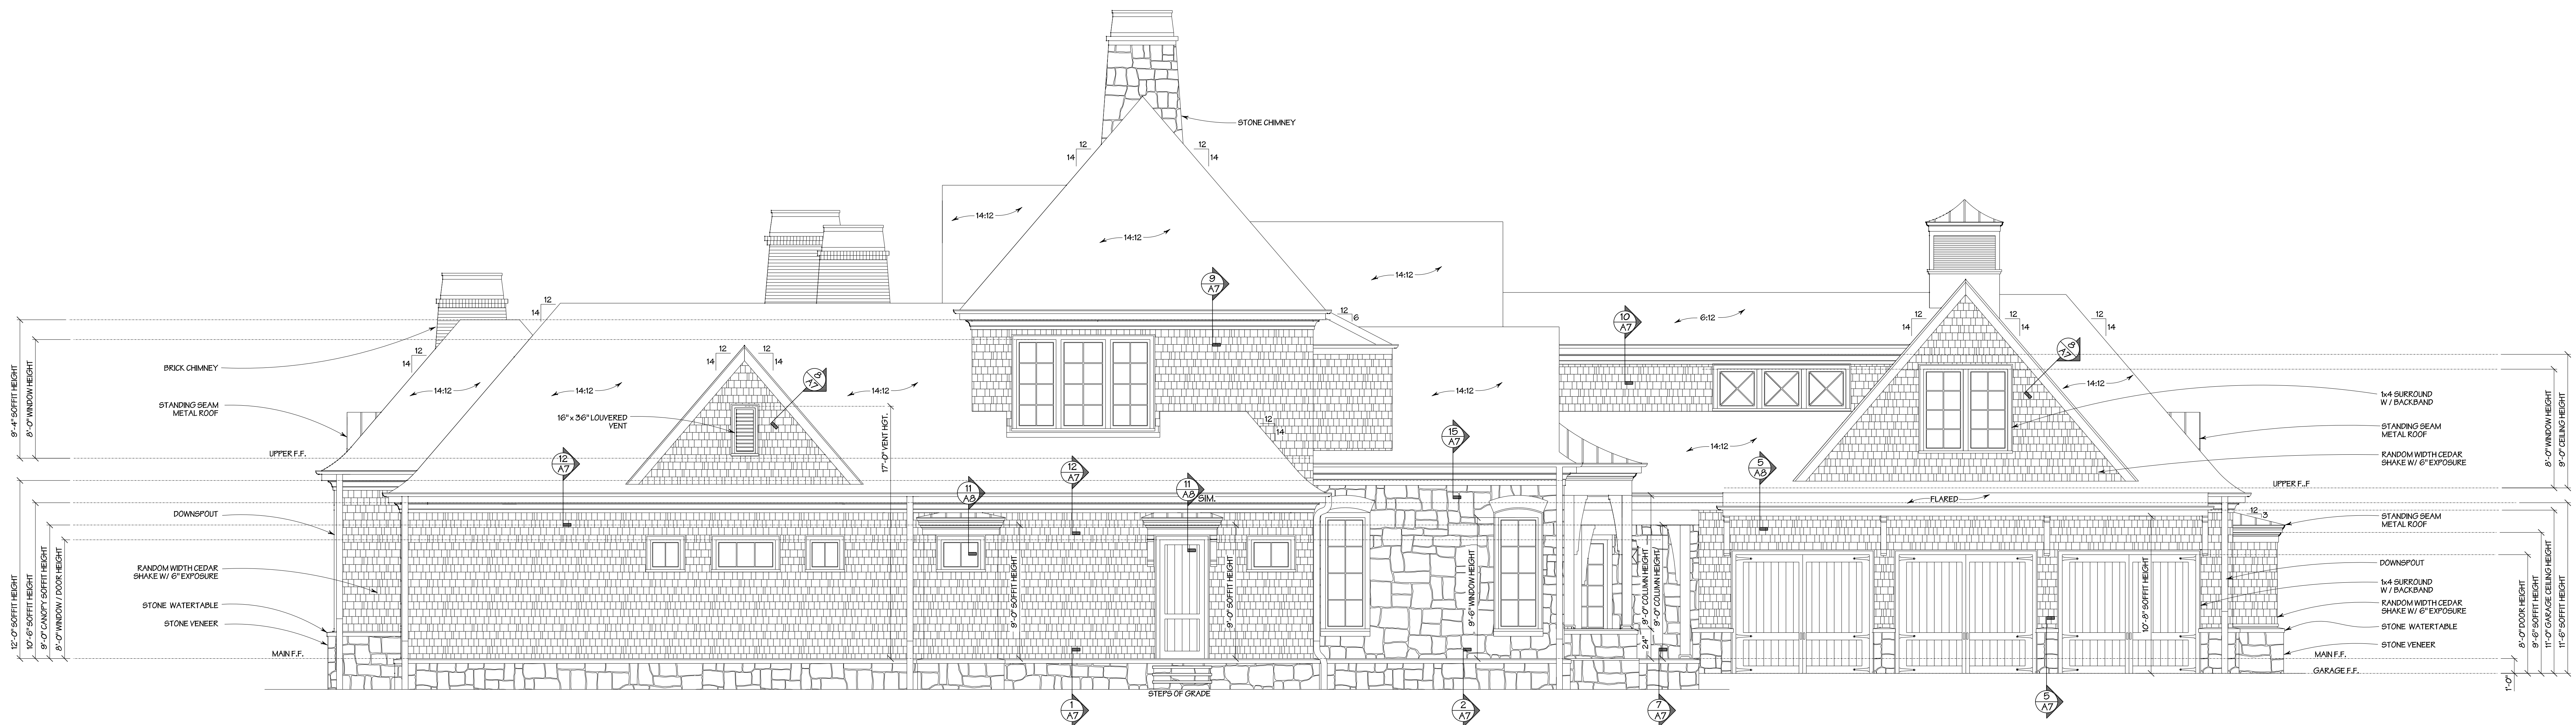 STONE CHIMNEY
12
14
12
14
14:12
14:12
14:12
9
A7
12
14
12
6
10
A7
6:12
12
14
12
14
12
14
12
14
12
14
12
14
8
A7
8
A7
BRICK CHIMNEY
14:12
14:12
14:12
14:12
14:12
14:12
STANDING SEAM
METAL ROOF
16" x 36" LOUVERED
VENT
17'-0" VENT HGT.
12
14
15
A7
1x4 SURROUND
W / BACKBAND
STANDING SEAM
METAL ROOF
RANDOM WIDTH CEDAR
SHAKE W/ 6" EXPOSURE
9'-4" SOFFIT HEIGHT
8'-0" WINDOW HEIGHT
8'-0" WINDOW HEIGHT
9'-0" CEILING HEIGHT
UPPER F.F.
12
A7
12
A7
11
A8
11
A8
SIM.
5
A8
UPPER F..F
FLARED
DOWNSPOUT
12
3
STANDING SEAM
METAL ROOF
RANDOM WIDTH CEDAR
SHAKE W/ 6" EXPOSURE
STONE WATERTABLE
STONE VENEER
DOWNSPOUT
1x4 SURROUND
W / BACKBAND
RANDOM WIDTH CEDAR
SHAKE W/ 6" EXPOSURE
STONE WATERTABLE
STONE VENEER
12'-0" SOFFIT HEIGHT
10'-6" SOFFIT HEIGHT
9'-0" CANOPY SOFFIT HEIGHT
8'-0" WINDOW / DOOR HEIGHT
9'-0" SOFFIT HEIGHT
9'-0" SOFFIT HEIGHT
9'-6" WINDOW HEIGHT
9'-0" COLUMN HEIGHT
9'-0" COLUMN HEIGHT
24"
10'-8" SOFFIT HEIGHT
8'-0" DOOR HEIGHT
9'-6" SOFFIT HEIGHT
11'-0" GARAGE CEILING HEIGHT
11'-6" SOFFIT HEIGHT
MAIN F.F.
MAIN F.F.
GARAGE F.F.
1'-0"
STEPS OF GRADE
1
A7
2
A7
7
A7
5
A7